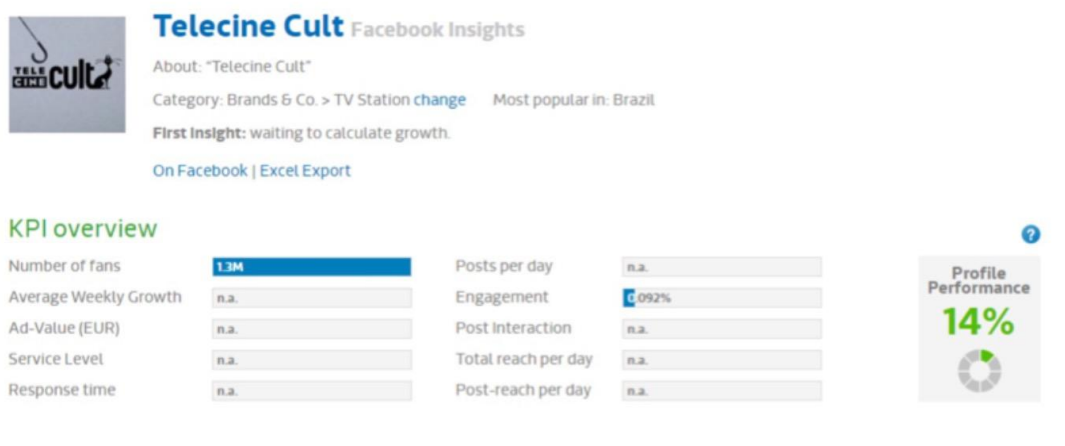 TELE
CINE cult
Telecine Cult Facebook Insights
About: “Telecine Cult”
Category: Brands & Co. > TV Station change Most popular in: Brazil
First Insight: waiting to calculate growth.
On Facebook | Excel Export
KPI overview
?
Number of fans 1.3M Posts per day n.a.
Average Weekly Growth n.a. Engagement 0.092%
Ad-Value (EUR) n.a. Post Interaction n.a.
Service Level n.a. Total reach per day n.a.
Response time n.a. Post-reach per day n.a.
Profile
Performance
14%